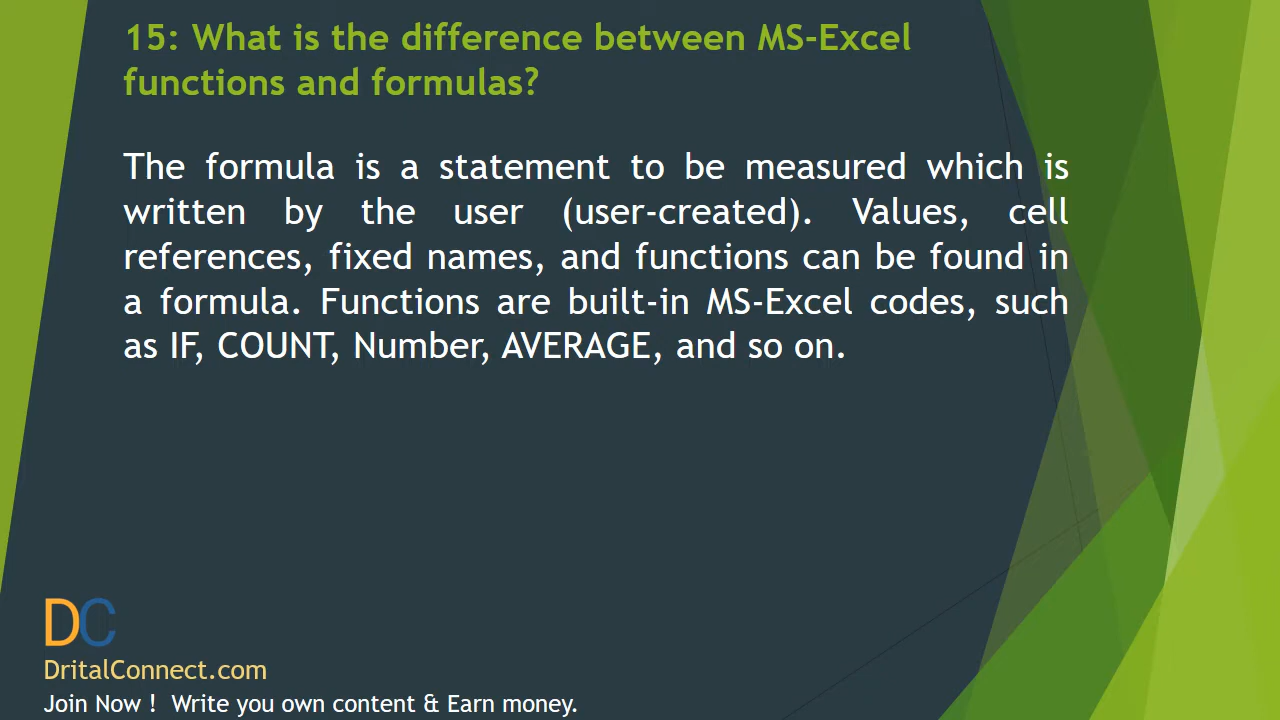 15: What is the difference between MS-Excel
functions and formulas?
The formula is a statement to be measured which is
written by the user (user-created). Values, cell
references, fixed names, and functions can be found in
a formula. Functions are built-in MS-Excel codes, such
as IF, COUNT, Number, AVERAGE, and so on.
DC
DritalConnect.com
Join Now ! Write you own content & Earn money.